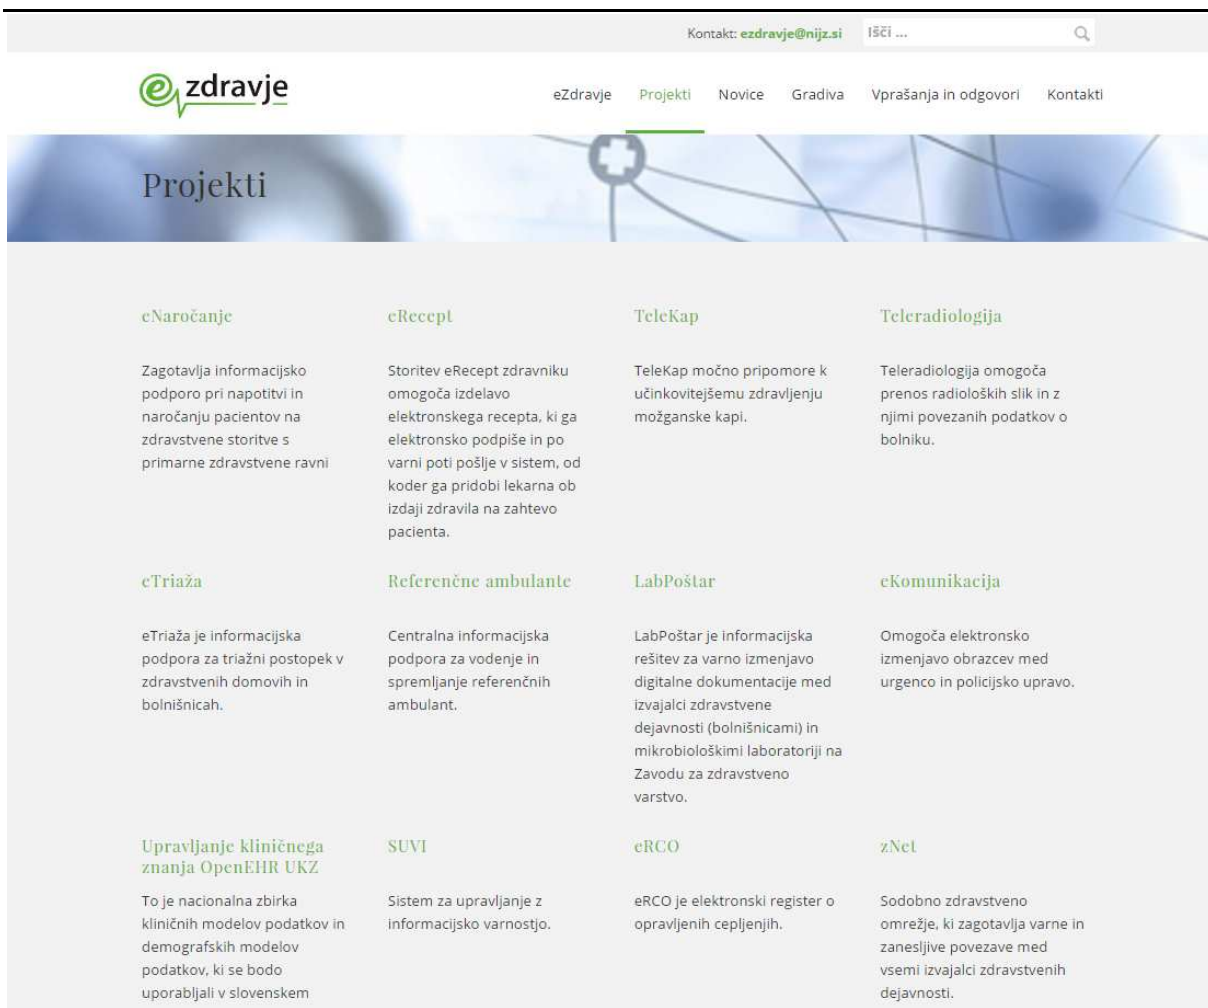 Kontakt: ezdravje@nijz.si
Išči ...
e zdravje
eZdravje
Projekti
Novice
Gradiva
Vprašanja in odgovori
Kontakti
Projekti
eNaročanje
Zagotavlja informacijsko
podporo pri napotitvi in
naročanju pacientov na
zdravstvene storitve s
primarne zdravstvene ravni
eRecept
Storitev eRecept zdravniku
omogoča izdelavo
elektronskega recepta, ki ga
elektronsko podpiše in po
varni poti pošlje v sistem, od
koder ga pridobi lekarna ob
izdaji zdravila na zahtevo
pacienta.
TeleKap
TeleKap močno pripomore k
učinkovitejšemu zdravljenju
možganske kapi.
Teleradiologija
Teleradiologija omogoča
prenos radioloških slik in z
njimi povezanih podatkov o
bolniku.
eTriaža
eTriaža je informacijska
podpora za triažni postopek v
zdravstvenih domovih in
bolnišnicah.
Referenčne ambulante
Centralna informacijska
podpora za vodenje in
spremljanje referenčnih
ambulant.
LabPoštar
LabPoštar je informacijska
rešitev za varno izmenjavo
digitalne dokumentacije med
izvajalci zdravstvene
dejavnosti (bolnišnicami) in
mikrobiološkimi laboratoriji na
Zavodu za zdravstveno
varstvo.
eKomunikacija
Omogoča elektronsko
izmenjavo obrazcev med
urgenco in policijsko upravo.
Upravljanje kliničnega
znanja OpenEHR UKZ
To je nacionalna zbirka
kliničnih modelov podatkov in
demografskih modelov
podatkov, ki se bodo
uporabljali v slovenskem
SUVI
Sistem za upravljanje z
informacijsko varnostjo.
eRCO
eRCO je elektronski register o
opravljenih cepljenjih.
zNet
Sodobno zdravstveno
omrežje, ki zagotavlja varne in
zanesljive povezave med
vsemi izvajalci zdravstvenih
dejavnosti.